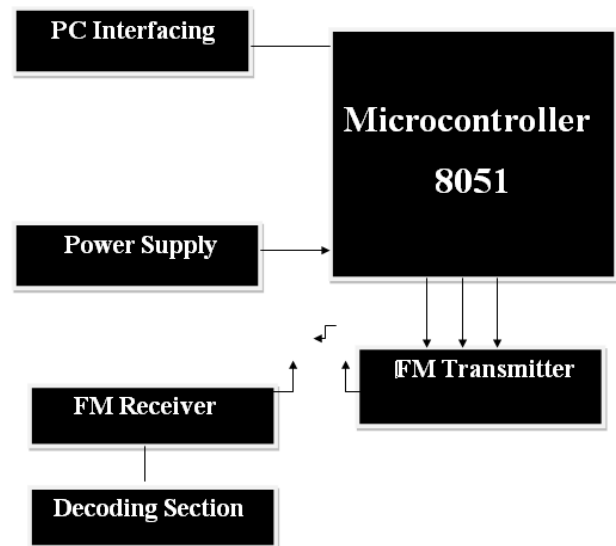 PC Interfacing
Microcontroller
8051
Power Supply
FM Transmitter
FM Receiver
Decoding Section